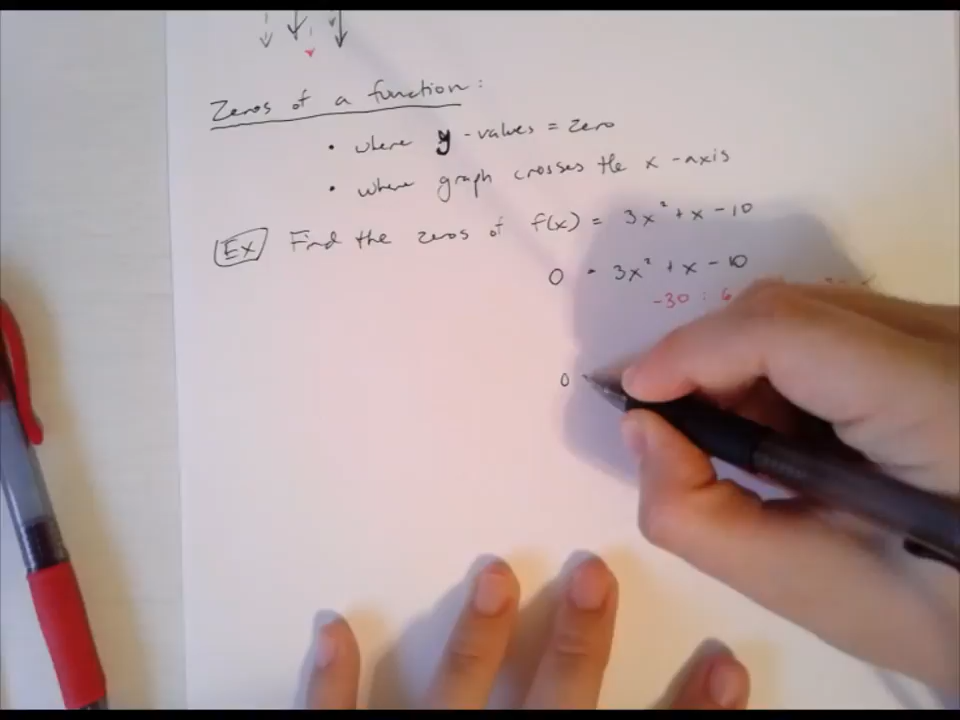 Zeros of a function:
• where y-values = zero
• where graph crosses the x-axis
Ex Find the zeros of f(x) = 3x² + x - 10
0 = 3x² + x - 10
-30 : 6
0